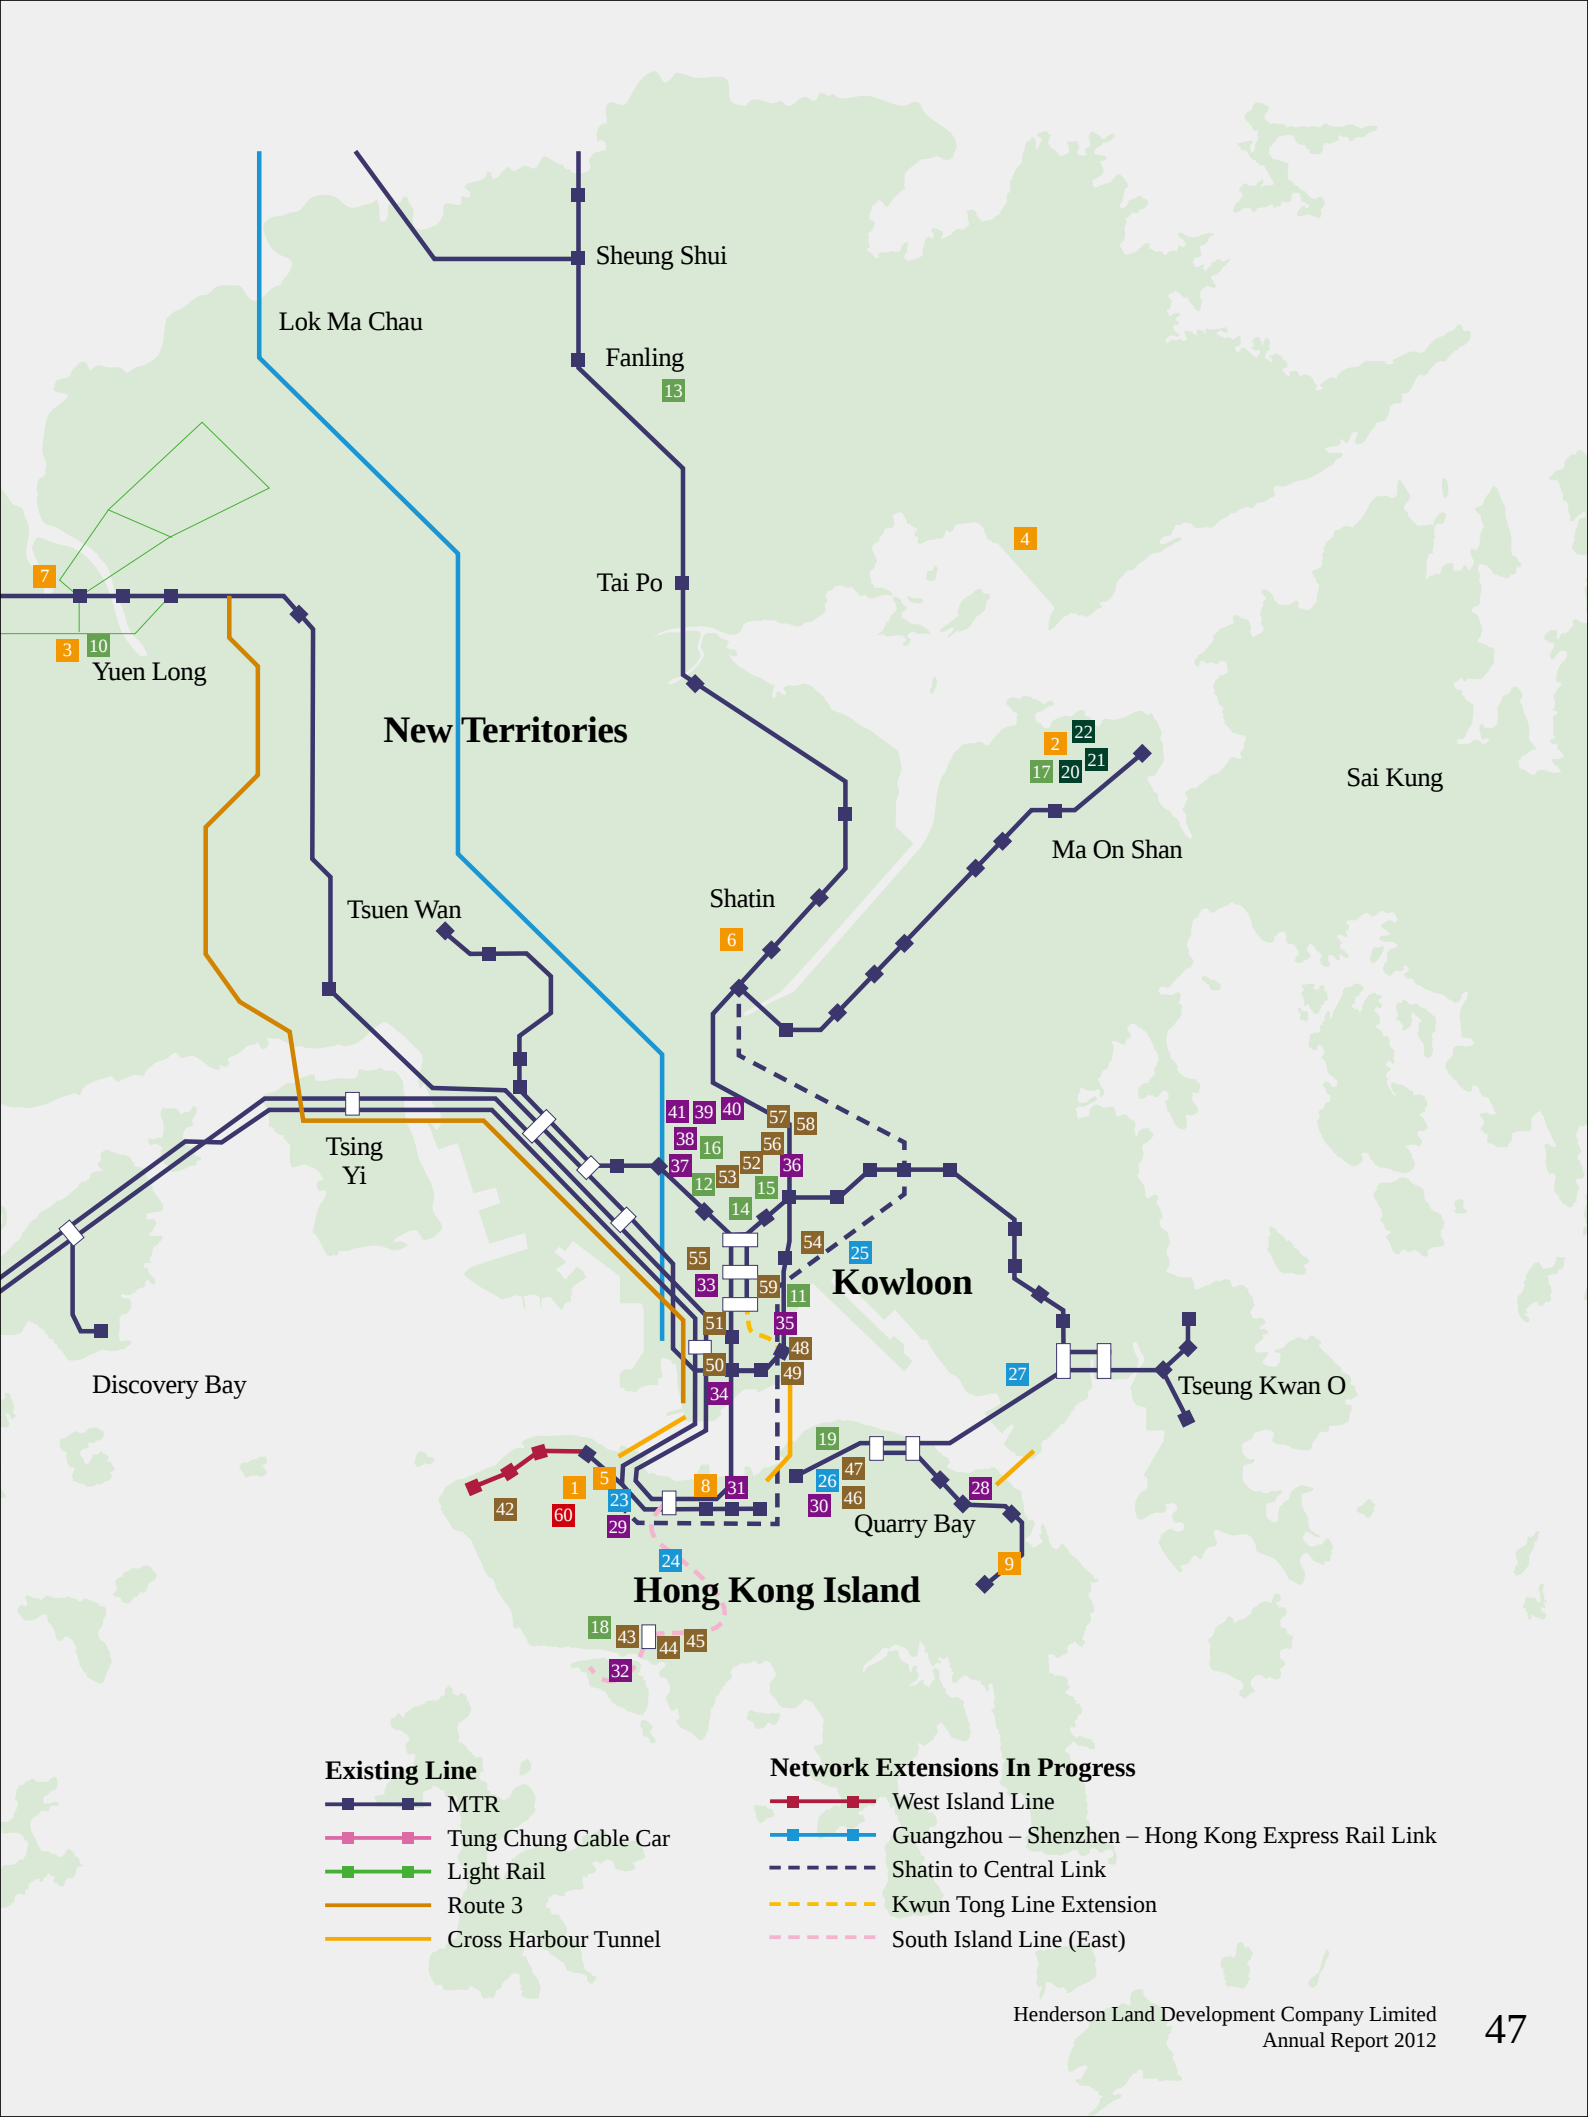 Sheung Shui
Lok Ma Chau
Fanling
13
4
7
Tai Po
3
10
Yuen Long
New Territories
22
2
21
17
20
Sai Kung
Ma On Shan
Shatin
Tsuen Wan
6
41
39
40
57
58
38
16
56
37
52
36
53
12
15
14
Tsing
Yi
54
25
55
Kowloon
33
59
11
51
35
48
50
49
34
27
Discovery Bay
Tseung Kwan O
19
47
5
1
8
31
26
28
23
46
42
60
29
30
Quarry Bay
24
9
Hong Kong Island
18
43
44
45
32
Existing Line
MTR
Tung Chung Cable Car
Light Rail
Route 3
Cross Harbour Tunnel
Network Extensions In Progress
West Island Line
Guangzhou – Shenzhen – Hong Kong Express Rail Link
Shatin to Central Link
Kwun Tong Line Extension
South Island Line (East)
Henderson Land Development Company Limited
Annual Report 2012
47